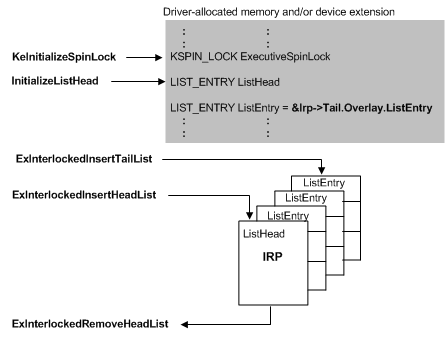 Driver-allocated memory and/or device extension
KeInitializeSpinLock
KSPIN_LOCK ExecutiveSpinLock
InitializeListHead
LIST_ENTRY ListHead
LIST_ENTRY ListEntry = &Irp->Tail.Overlay.ListEntry
ExInterlockedInsertTailList
ListEntry
ExInterlockedInsertHeadList
ListEntry
ListEntry
ListHead
IRP
ExInterlockedRemoveHeadList